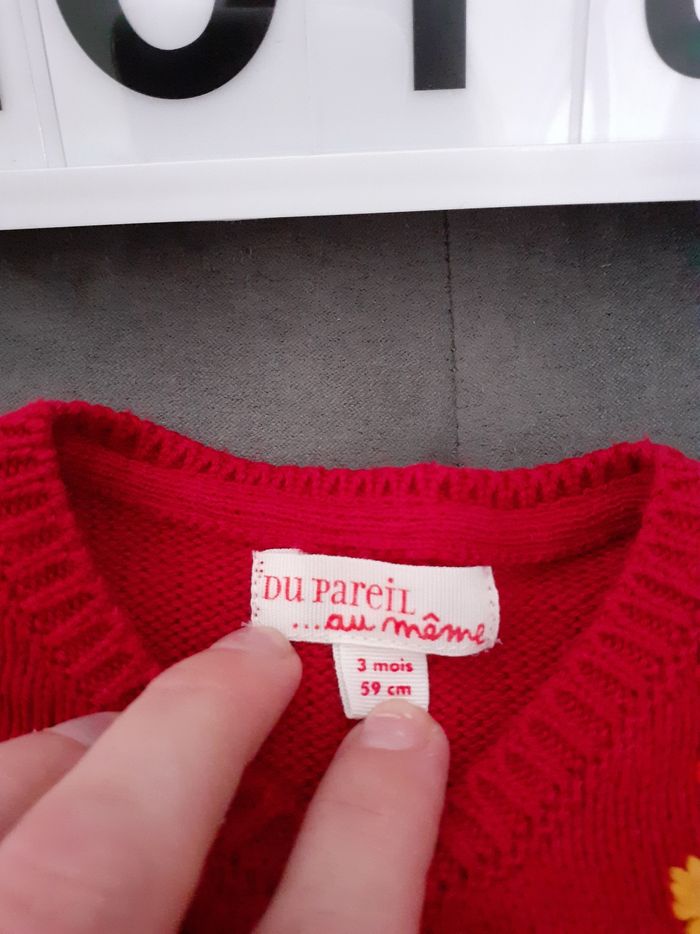 DU PAREIL
...au même
3 mois
59 cm